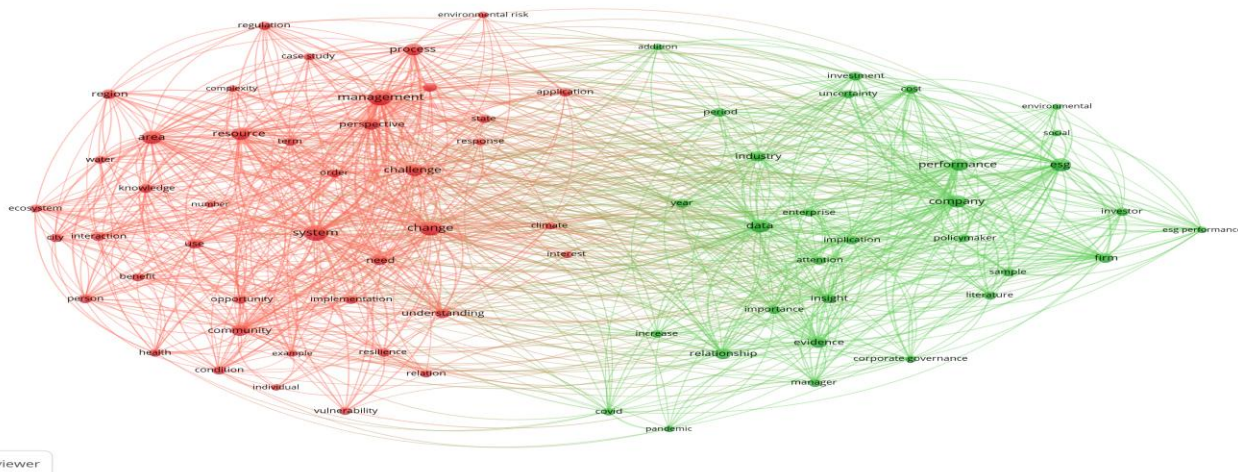 environmental risk
regulation
addition
process
case study
investment
complexity
cost
region
management
application
uncertainty
environmental
period
state
perspective
social
area
resource
term
response
industry
water
performance
esg
order
challenge
knowledge
number
year
ecosystem
company
enterprise
investor
city
interaction
system
change
climate
data
esg performance
use
implication
policymaker
need
interest
attention
firm
benefit
sample
person
opportunity
implementation
insight
literature
understanding
importance
community
increase
evidence
health
example
resilience
relationship
corporate governance
condition
relation
individual
manager
vulnerability
covid
pandemic
viewer